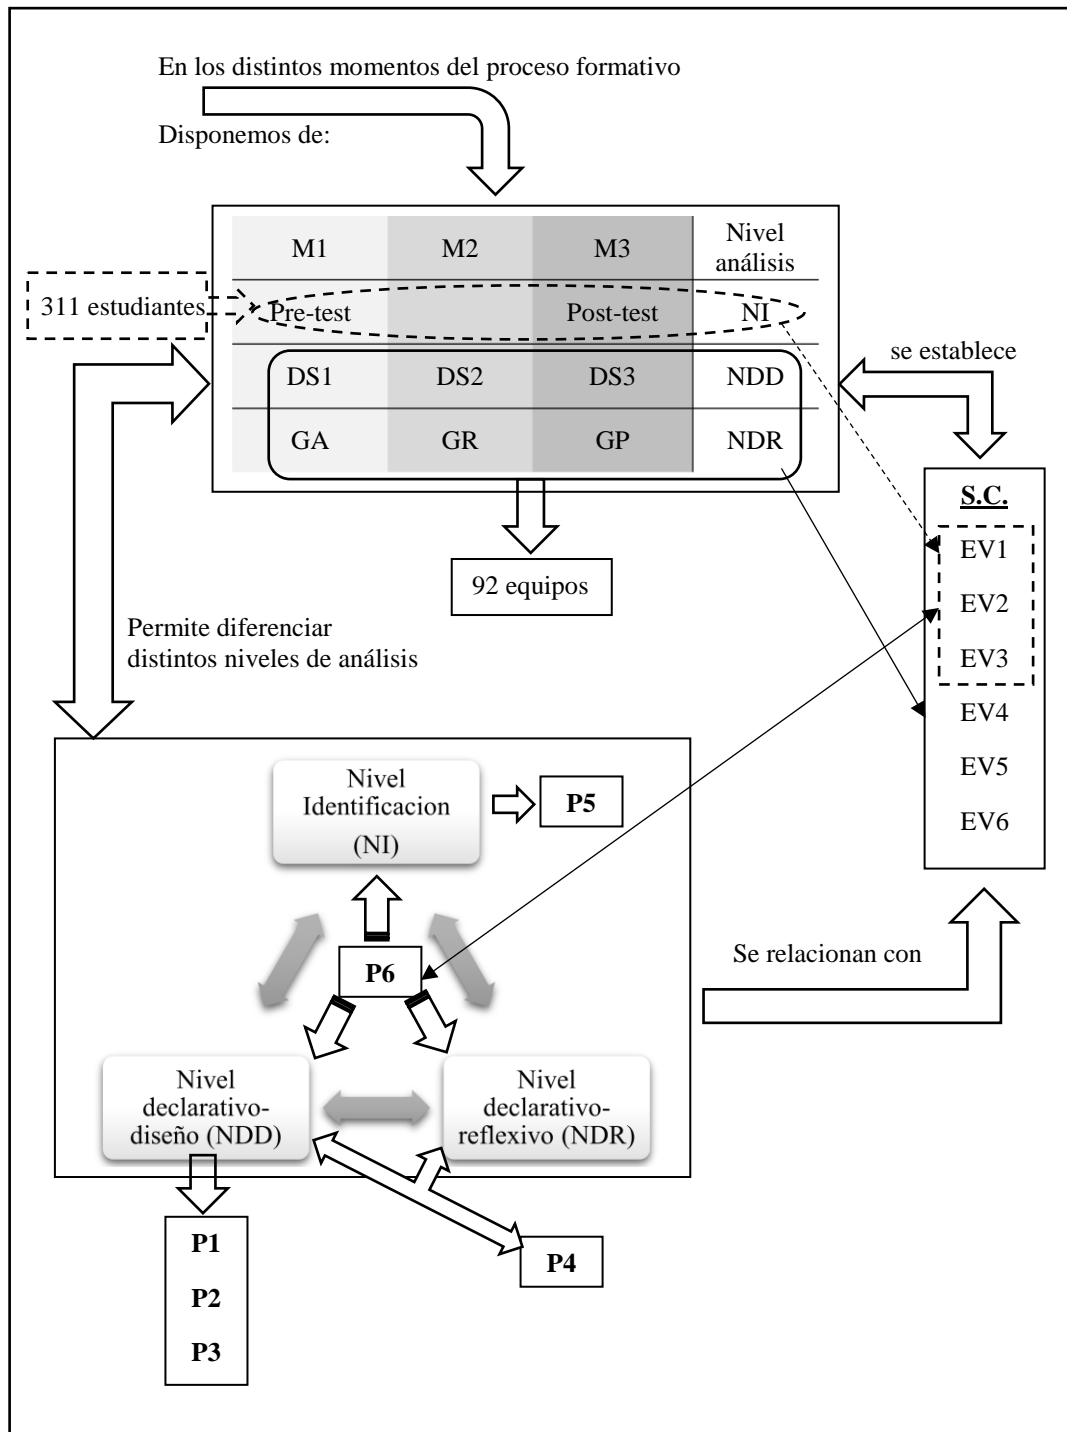 En los distintos momentos del proceso formativo
Disponemos de:
M1 M2 M3 Nivel
análisis
311 estudiantes
Pre-test Post-test NI
DS1 DS2 DS3 NDD
GA GR GP NDR
se establece
S.C.
EV1
EV2
EV3
EV4
EV5
EV6
92 equipos
Permite diferenciar
distintos niveles de análisis
Nivel
Identificacion
(NI)
P5
P6
Se relacionan con
Nivel
declarativo-
diseño (NDD)
Nivel
declarativo-
reflexivo (NDR)
P1
P2
P3
P4